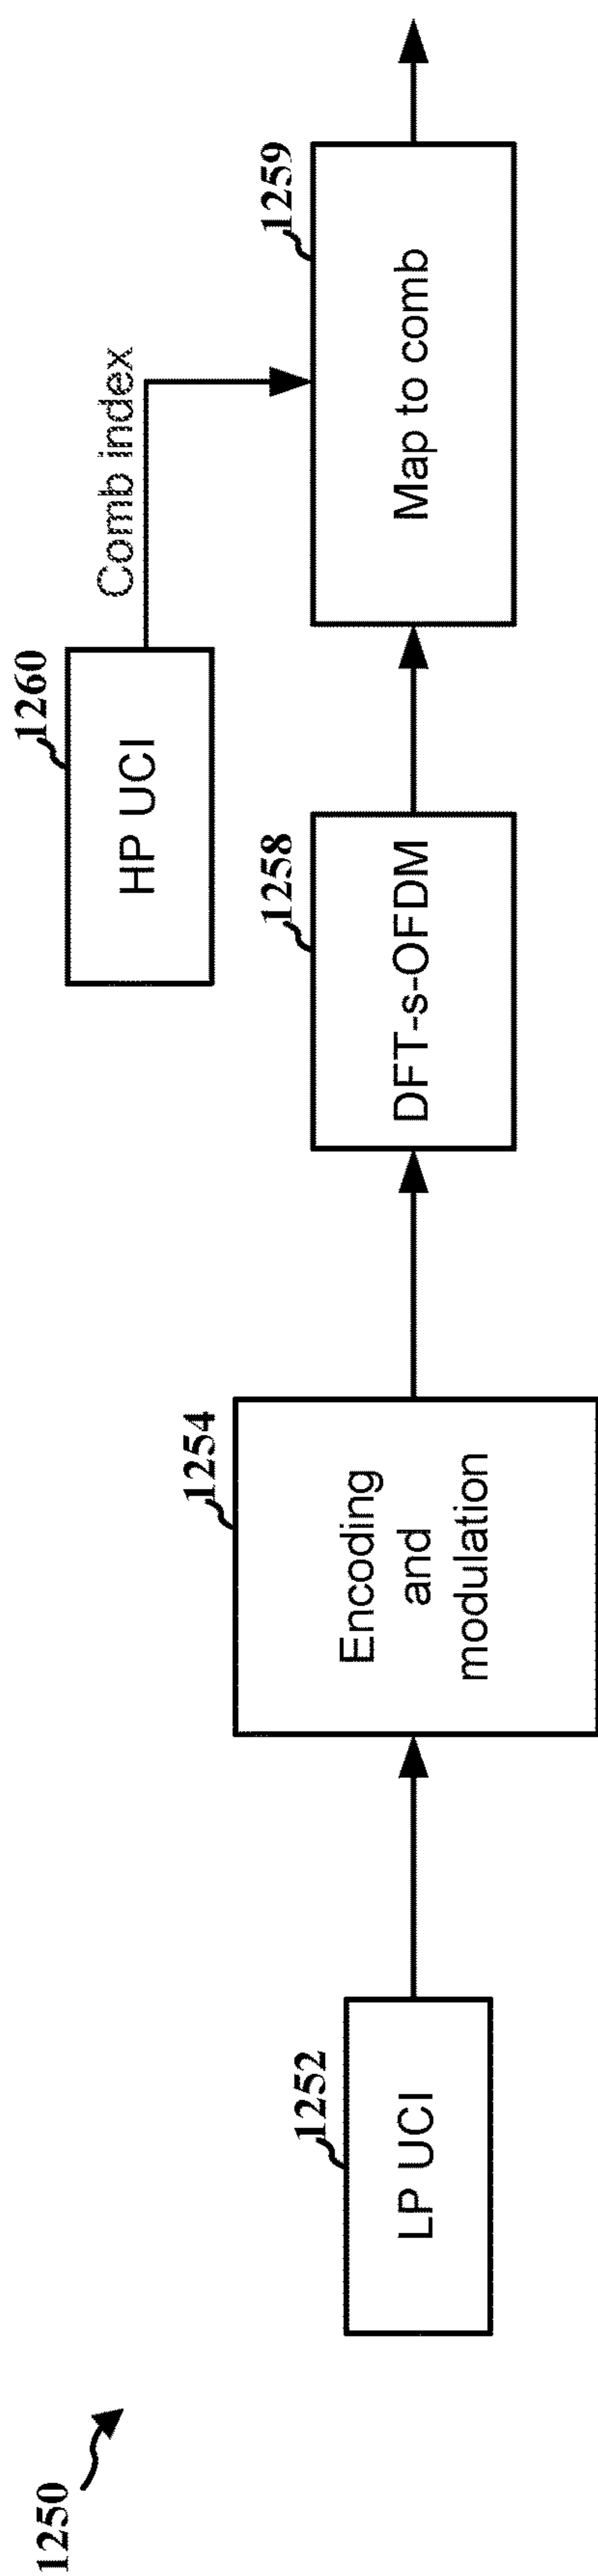 1250
1252
LP UCI
1254
Encoding
and
modulation
1258
DFT-s-OFDM
1260
HP UCI
Comb index
1259
Map to comb